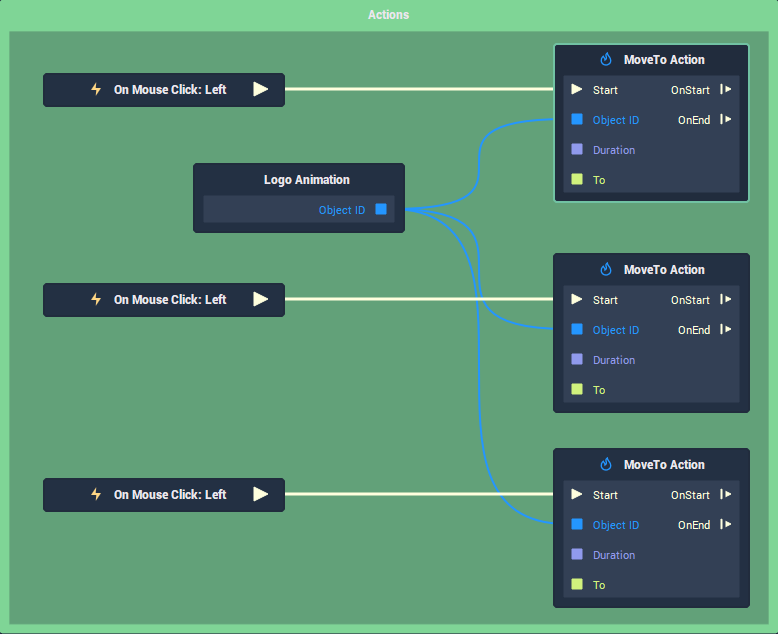 Actions
MoveTo Action
On Mouse Click: Left
Start OnStart
Object ID OnEnd
Duration
To
Logo Animation
Object ID
MoveTo Action
On Mouse Click: Left
Start OnStart
Object ID OnEnd
Duration
To
MoveTo Action
On Mouse Click: Left
Start OnStart
Object ID OnEnd
Duration
To